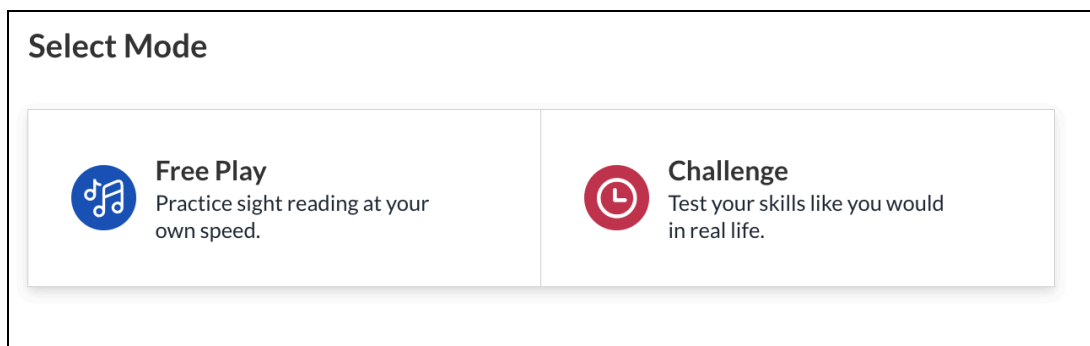 Select Mode
Free Play
Practice sight reading at your
own speed.
Challenge
Test your skills like you would
in real life.